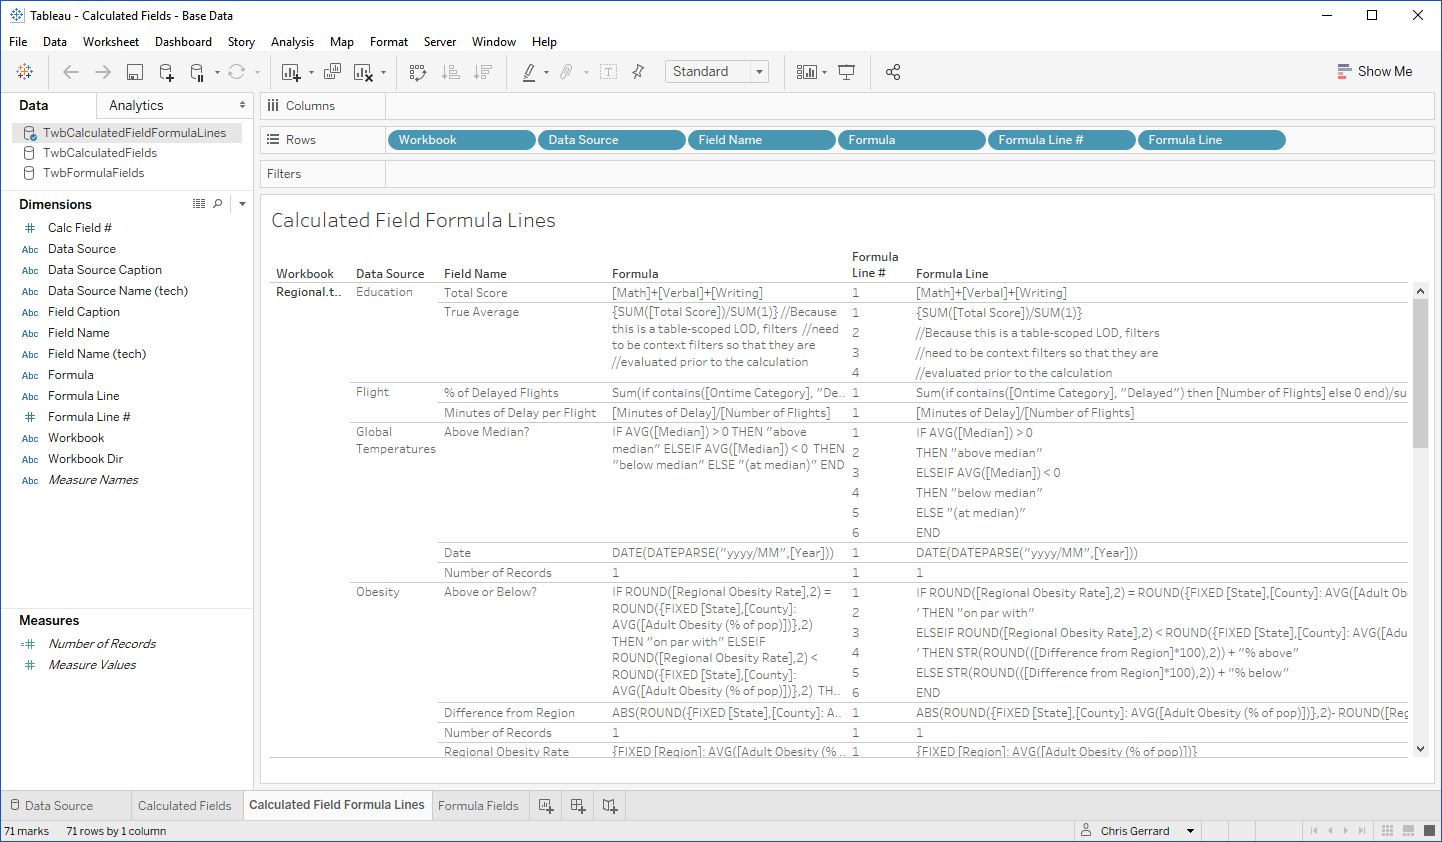 Tableau - Calculated Fields - Base Data
File Data Worksheet Dashboard Story Analysis Map Format Server Window Help
Standard
Show Me
Data Analytics
TwbCalculatedFieldFormulaLines
TwbCalculatedFields
TwbFormulaFields
Dimensions
Calc Field #
Abc Data Source
Abc Data Source Caption
Abc Data Source Name (tech)
Abc Field Caption
Abc Field Name
Abc Field Name (tech)
Abc Formula
Abc Formula Line
Formula Line #
Abc Workbook
Abc Workbook Dir
Abc Measure Names
Measures
Number of Records
Measure Values
Columns
Rows Workbook Data Source Field Name Formula Formula Line # Formula Line
Filters
Calculated Field Formula Lines
Workbook Data Source Field Name Formula Formula Line # Formula Line
Regional.t.. Education Total Score [Math]+[Verbal]+[Writing] 1 [Math]+[Verbal]+[Writing]
True Average {SUM([Total Score])/SUM(1)} //Because 1 {SUM([Total Score])/SUM(1)}
this is a table-scoped LOD, filters //need 2 //Because this is a table-scoped LOD, filters
to be context filters so that they are 3 //need to be context filters so that they are
//evaluated prior to the calculation 4 //evaluated prior to the calculation
Flight % of Delayed Flights Sum(if contains([Ontime Category], "De.. 1 Sum(if contains([Ontime Category], "Delayed") then [Number of Flights] else 0 end)/su
Minutes of Delay per Flight [Minutes of Delay]/[Number of Flights] 1 [Minutes of Delay]/[Number of Flights]
Global Above Median? IF AVG([Median]) > 0 THEN "above 1 IF AVG([Median]) > 0
Temperatures median" ELSEIF AVG([Median]) < 0 THEN 2 THEN "above median"
"below median" ELSE "(at median)" END 3 ELSEIF AVG([Median]) < 0
4 THEN "below median"
5 ELSE "(at median)"
6 END
Date DATE(DATEPARSE("yyyy/MM",[Year])) 1 DATE(DATEPARSE("yyyy/MM",[Year]))
Number of Records 1 1 1
Obesity Above or Below? IF ROUND([Regional Obesity Rate],2) = 1 IF ROUND([Regional Obesity Rate],2) = ROUND({FIXED [State],[County]: AVG([Adult Ob
ROUND({FIXED [State],[County]: 2 ' THEN "on par with"
AVG([Adult Obesity (% of pop)])},2) 3 ELSEIF ROUND([Regional Obesity Rate],2) < ROUND({FIXED [State],[County]: AVG([Adu
THEN "on par with" ELSEIF 4 ' THEN STR(ROUND(([Difference from Region]*100),2)) + "% above"
ROUND([Regional Obesity Rate],2) < 5 ELSE STR(ROUND(([Difference from Region]*100),2)) + "% below"
ROUND({FIXED [State],[County]:
AVG([Adult Obesity (% of pop)])},2) TH.. 6 END
Difference from Region ABS(ROUND({FIXED [State],[County]: A.. 1 ABS(ROUND({FIXED [State],[County]: AVG([Adult Obesity (% of pop)])},2)- ROUND([Reg
Number of Records 1 1 1
Regional Obesity Rate {FIXED [Region]: AVG([Adult Obesity (% .. 1 {FIXED [Region]: AVG([Adult Obesity (% of pop)])}
Data Source Calculated Fields Calculated Field Formula Lines Formula Fields
71 marks 71 rows by 1 column Chris Gerrard